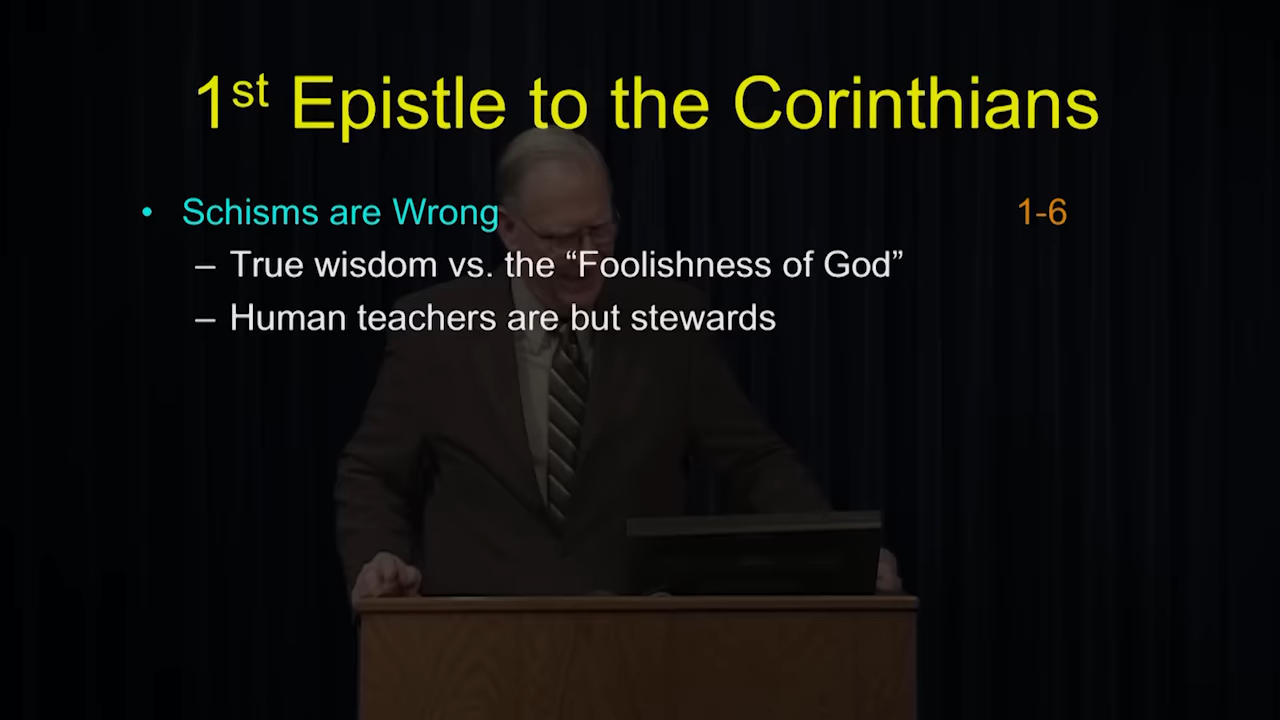 1st Epistle to the Corinthians
• Schisms are Wrong 1-6
– True wisdom vs. the “Foolishness of God”
– Human teachers are but stewards